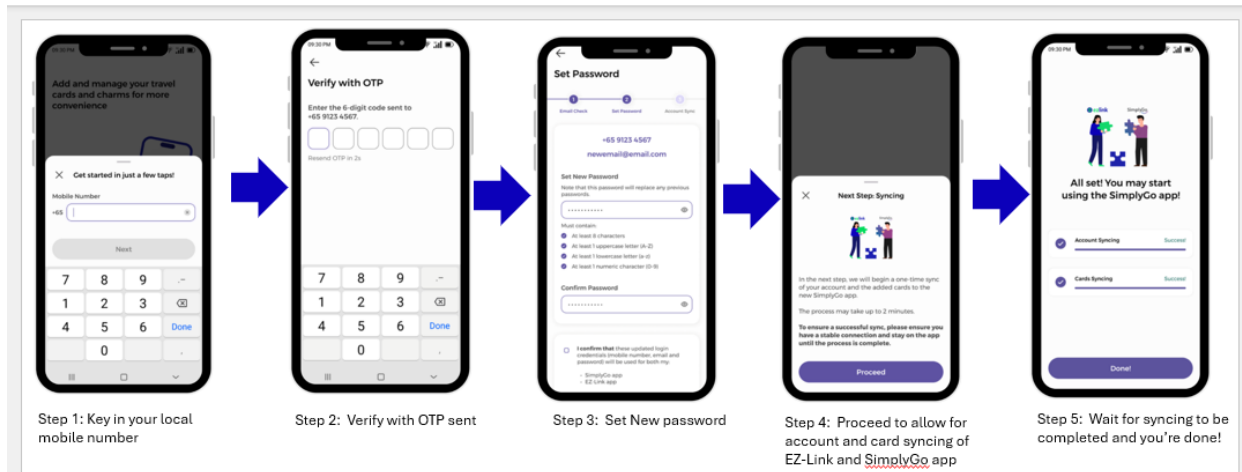 09:30 PM
Add and manage your travel
cards and charms for more
convenience
Get started in just a few taps!
Mobile Number
+65
Next
7 8 9 .-
1 2 3
4 5 6 Done
0 .
Step 1: Key in your local
mobile number
09:30 PM
Verify with OTP
Enter the 6-digit code sent to
+65 9123 4567.
Resend OTP in 2s
7 8 9 .-
1 2 3
4 5 6 Done
0 .
Step 2: Verify with OTP sent
Set Password
1 2 3
Email Check Set Password Account Sync
+65 9123 4567
newemail@email.com
Set New Password
Note that this password will replace any previous
passwords.
Must contain:
At least 8 characters
At least 1 uppercase letter (A-Z)
At least 1 lowercase letter (a-z)
At least 1 numeric character (0-9)
Confirm Password
I confirm that these updated login
credentials (mobile number, email and
password) will be used for both my
- SimplyGo app
- EZ-Link app
Step 3: Set New password
Next Step: Syncing
ezlink SimplyGo
In the next step, we will begin a one-time sync
of your account and the added cards to the
new SimplyGo app.
The process may take up to 2 minutes.
To ensure a successful sync, please ensure you
have a stable connection and stay on the app
until the process is complete.
Proceed
Step 4: Proceed to allow for
account and card syncing of
EZ-Link and SimplyGo app
09:30 PM
ezlink SimplyGo
All set! You may start
using the SimplyGo app!
Account Syncing Success!
Cards Syncing Success!
Done!
Step 5: Wait for syncing to be
completed and you're done!